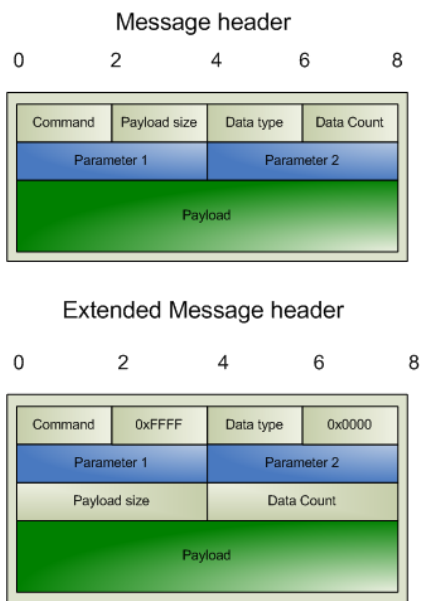 Message header
0 2 4 6 8
Command Payload size Data type Data Count
Parameter 1 Parameter 2
Payload
Extended Message header
0 2 4 6 8
Command 0xFFFF Data type 0x0000
Parameter 1 Parameter 2
Payload size Data Count
Payload